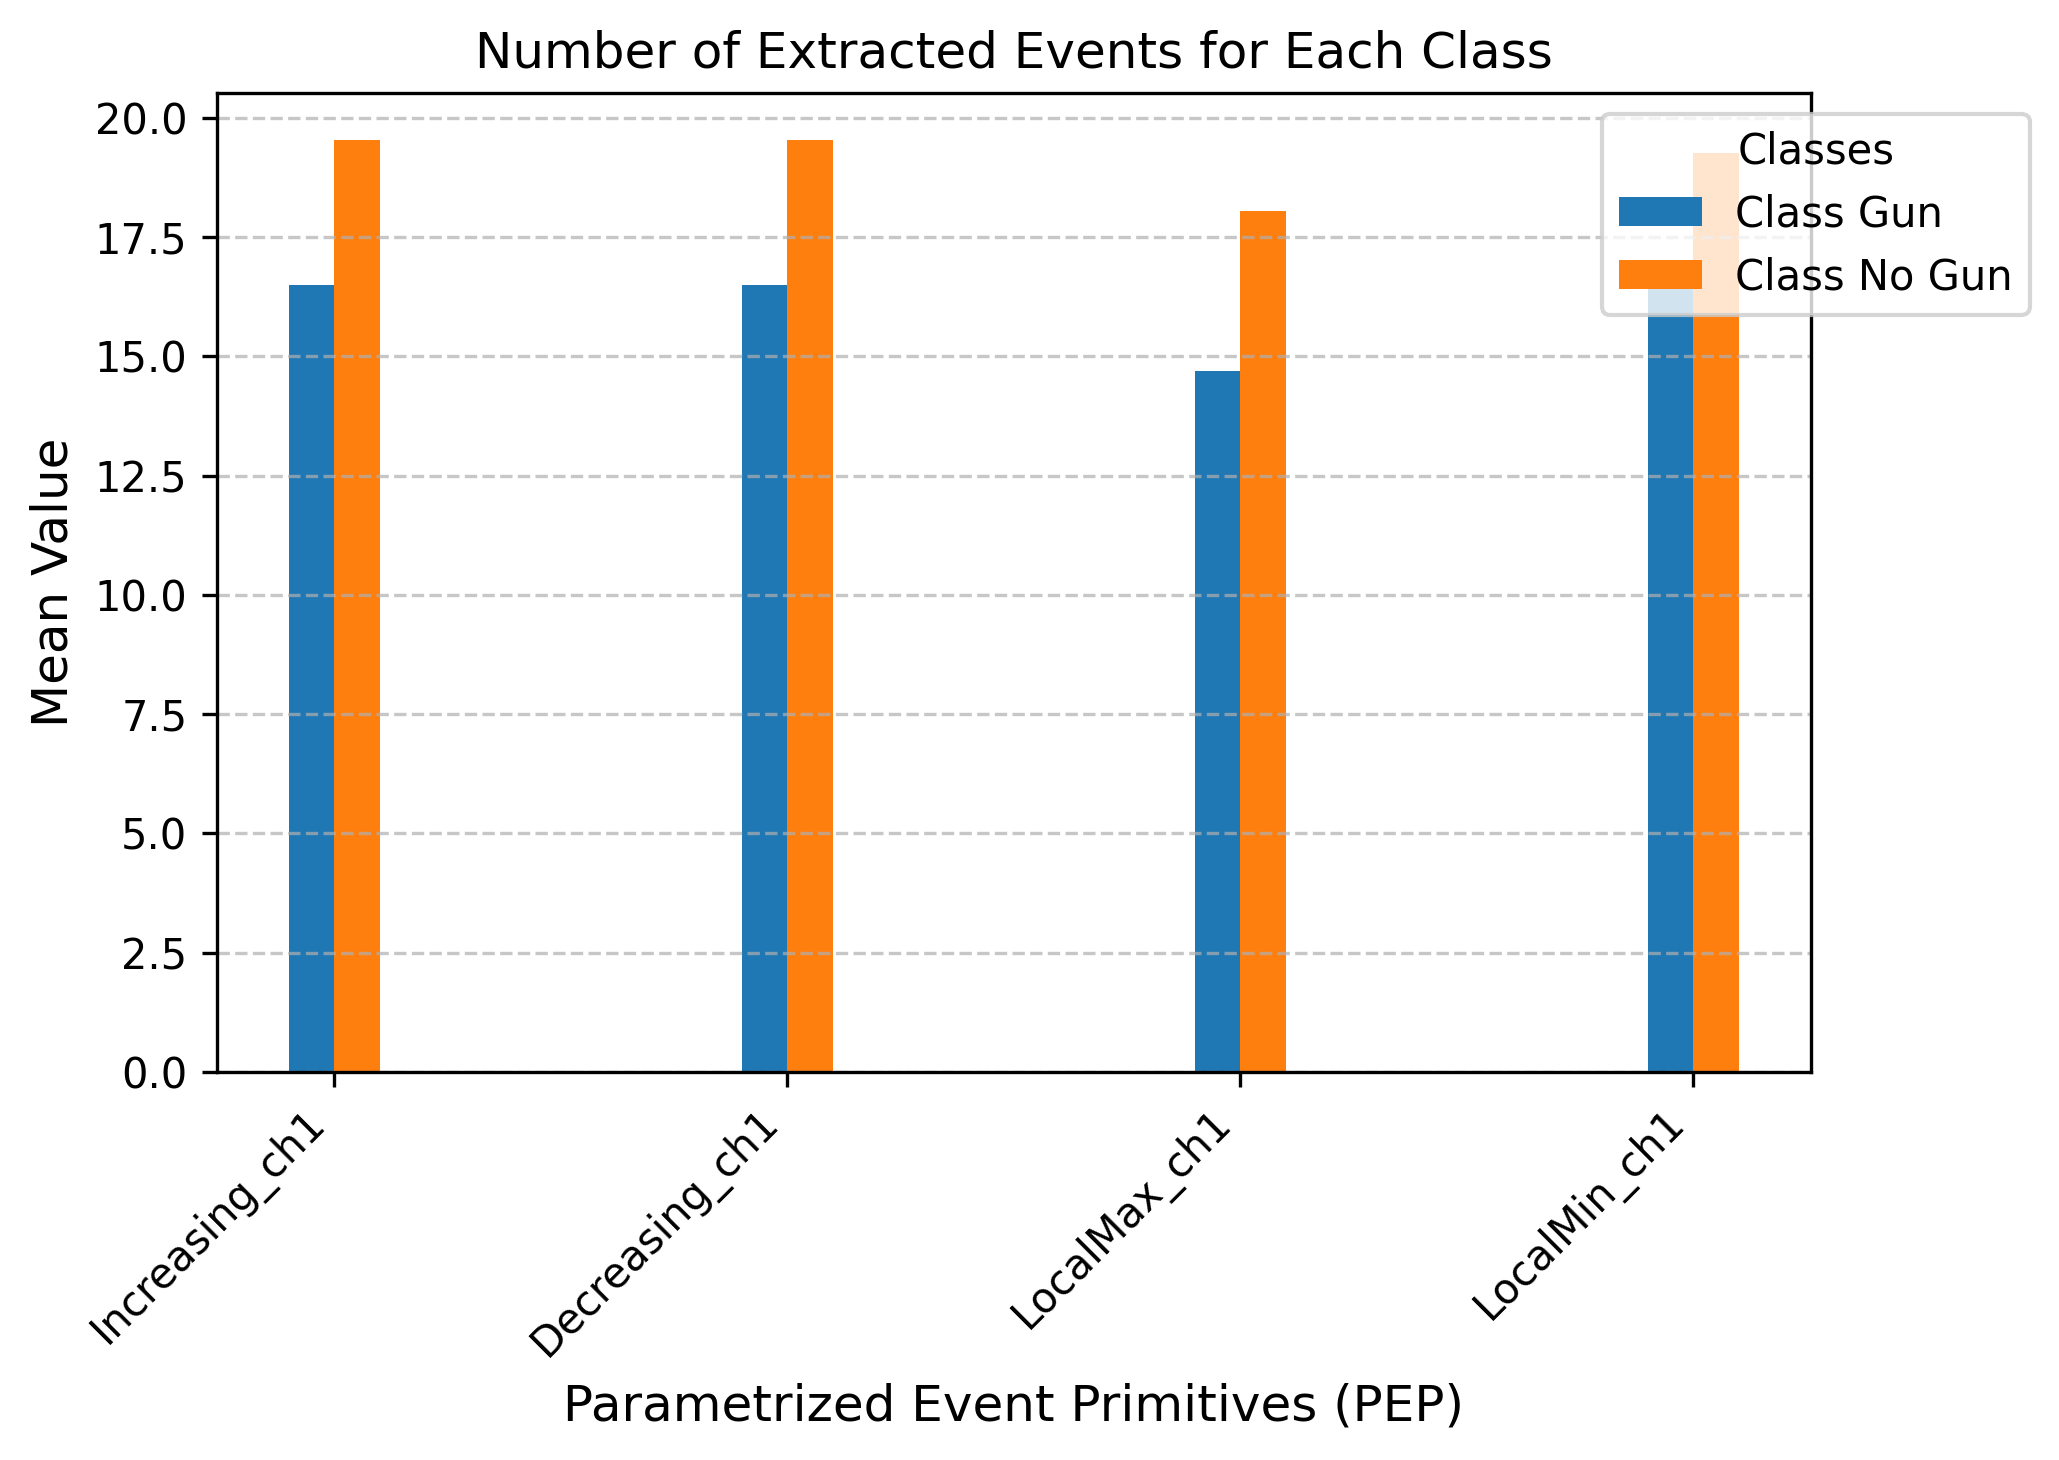 Number of Extracted Events for Each Class
Classes
Class Gun
Class No Gun
Mean Value
20.0
17.5
15.0
12.5
10.0
7.5
5.0
2.5
0.0
Increasing_ch1
Decreasing_ch1
LocalMax_ch1
LocalMin_ch1
Parametrized Event Primitives (PEP)